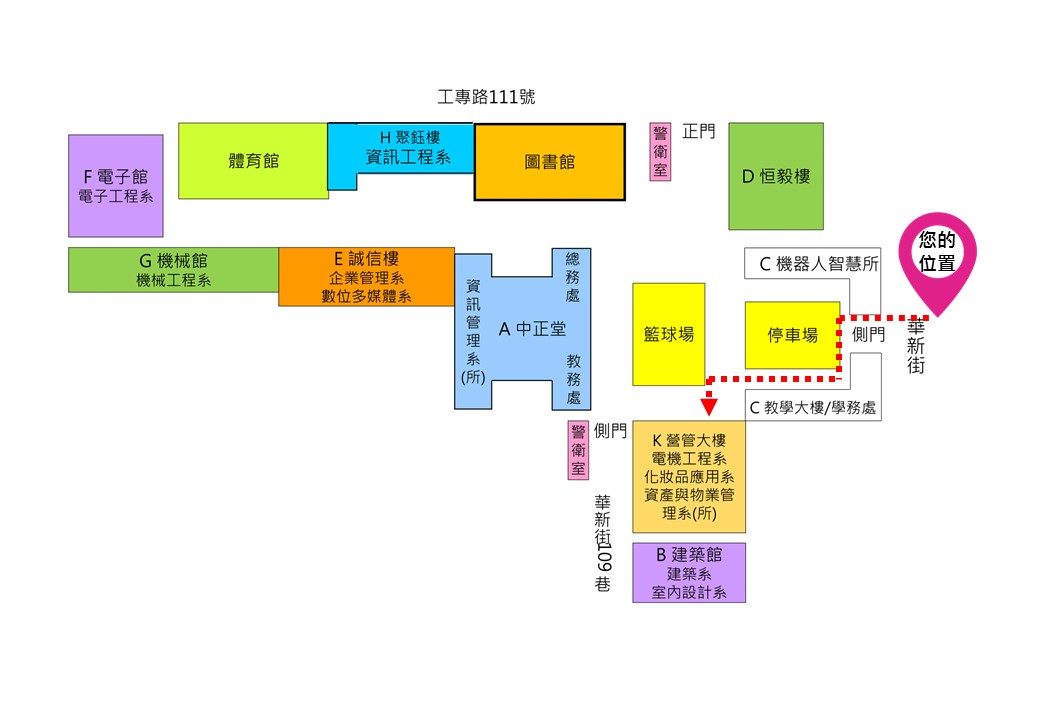 工專路111號
F 電子館
電子工程系
體育館
H 聚鈺樓
資訊工程系
圖書館
警衛室
正門
D 恒毅樓
您的
位置
G 機械館
機械工程系
E 誠信樓
企業管理系
數位多媒體系
資訊管理系(所)
A 中正堂
總務處
教務處
籃球場
C 機器人智慧所
停車場
側門
華新街
C 教學大樓/學務處
警衛室
側門
華新街109巷
K 營管大樓
電機工程系
化妝品應用系
資產與物業管
理系(所)
B 建築館
建築系
室內設計系